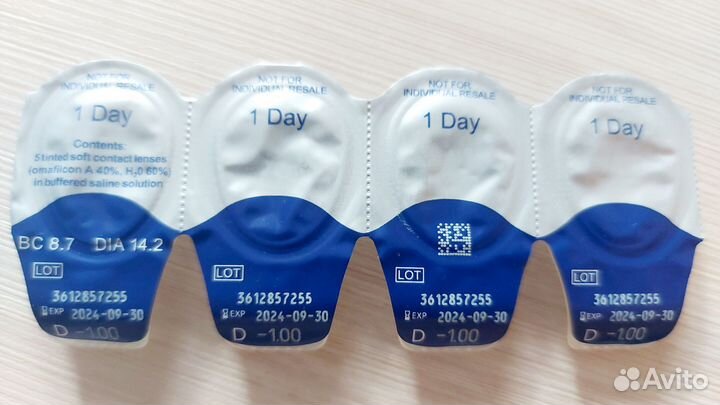 NOT FOR
INDIVIDUAL RESALE
1 Day
Contents:
5 tinted soft contact lenses
(omafilcon A 40%, H₂0 60%)
in buffered saline solution
BC 8.7 DIA 14.2
LOT
3612857255
EXP 2024-09-30
D -1.00
NOT FOR
INDIVIDUAL RESALE
1 Day
LOT
3612857255
EXP 2024-09-30
D -1.00
NOT FOR
INDIVIDUAL RESALE
1 Day
LOT
3612857255
EXP 2024-09-30
D -1.00
NOT FOR
INDIVIDUAL RESALE
1 Day
LOT
3612857255
EXP 2024-09-30
D -1.00
Avito